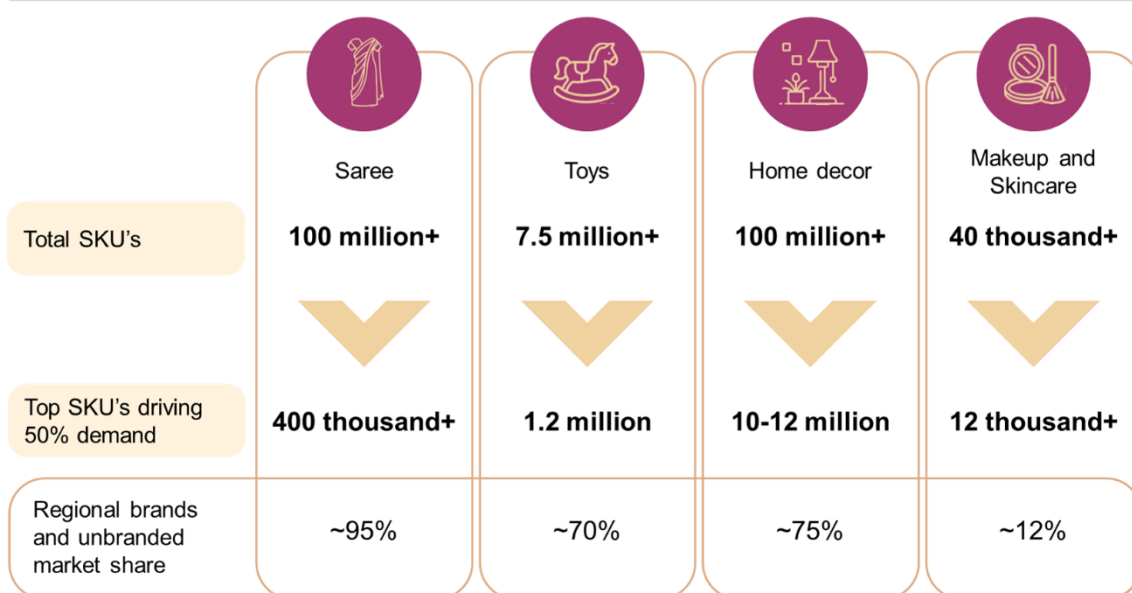 Saree
Toys
Home decor
Makeup and
Skincare
Total SKU's
100 million+
7.5 million+
100 million+
40 thousand+
Top SKU's driving
50% demand
400 thousand+
1.2 million
10-12 million
12 thousand+
Regional brands
and unbranded
market share
~95%
~70%
~75%
~12%